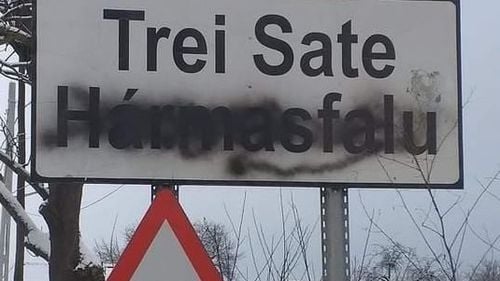 Trei Sate
Hármasfalu